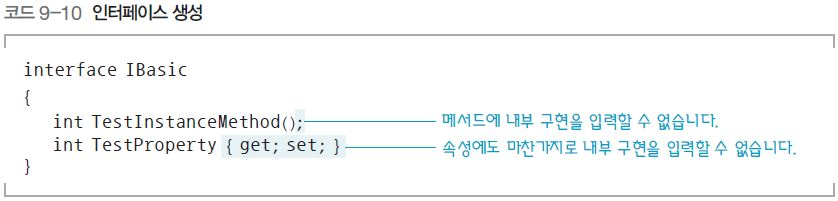 코드 9-10 인터페이스 생성
interface IBasic
{
int TestInstanceMethod(); 메서드에 내부 구현을 입력할 수 없습니다.
int TestProperty { get; set; } 속성에도 마찬가지로 내부 구현을 입력할 수 없습니다.
}